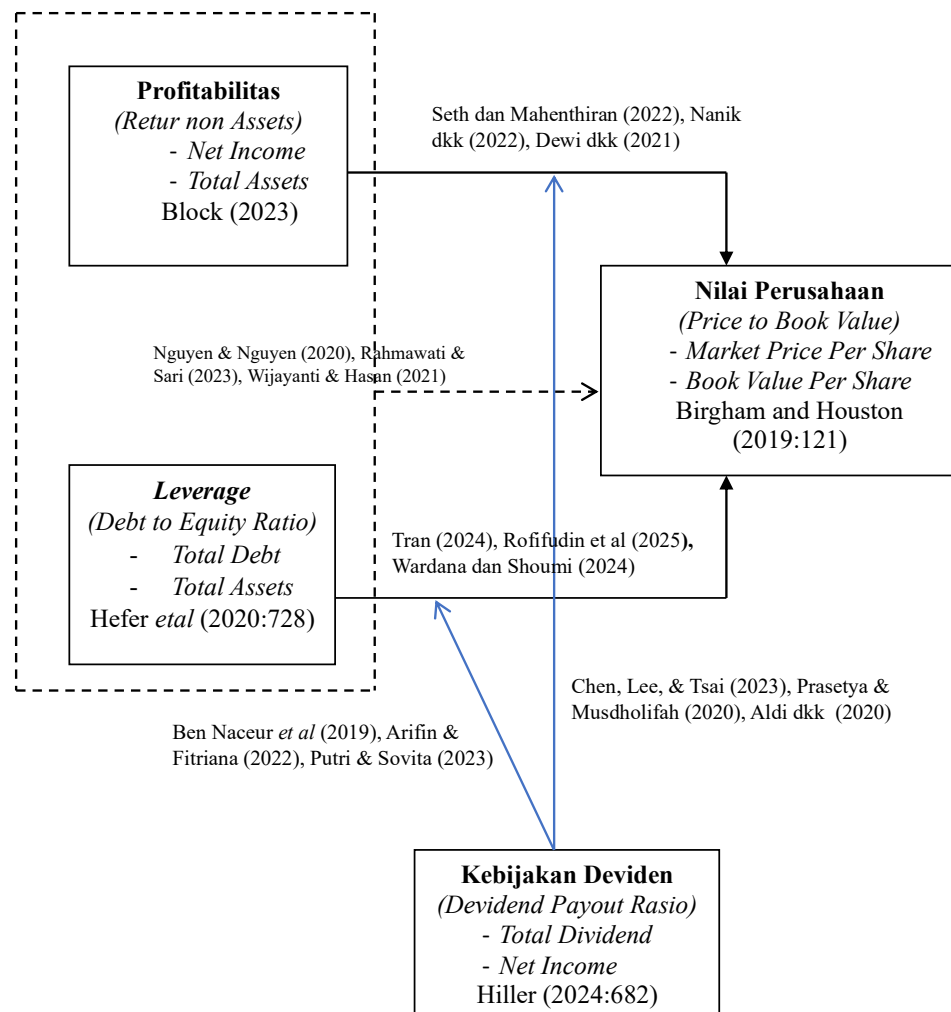 Profitabilitas
(Retur non Assets)
- Net Income
- Total Assets
Block (2023)
Seth dan Mahenthiran (2022), Nanik
dkk (2022), Dewi dkk (2021)
Nilai Perusahaan
(Price to Book Value)
- Market Price Per Share
- Book Value Per Share
Birgham and Houston
(2019:121)
Nguyen & Nguyen (2020), Rahmawati &
Sari (2023), Wijayanti & Hasan (2021)
Leverage
(Debt to Equity Ratio)
- Total Debt
- Total Assets
Hefer etal (2020:728)
Tran (2024), Rofifudin et al (2025),
Wardana dan Shoumi (2024)
Chen, Lee, & Tsai (2023), Prasetya &
Musdholifah (2020), Aldi dkk (2020)
Ben Naceur et al (2019), Arifin &
Fitriana (2022), Putri & Sovita (2023)
Kebijakan Deviden
(Devidend Payout Rasio)
- Total Dividend
- Net Income
Hiller (2024:682)